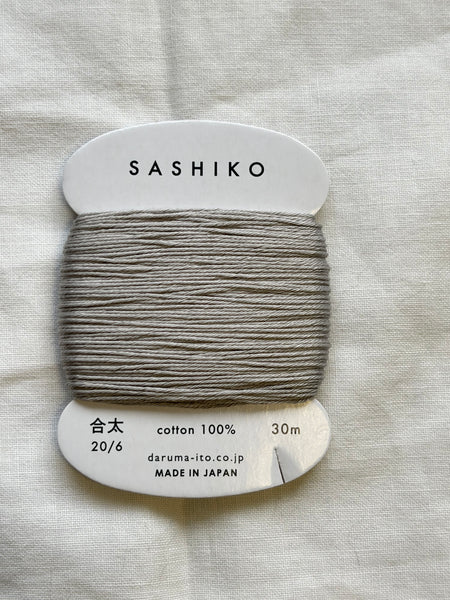 SASHIKO
合太 cotton 100% 30m
20/6 daruma-ito.co.jp
MADE IN JAPAN